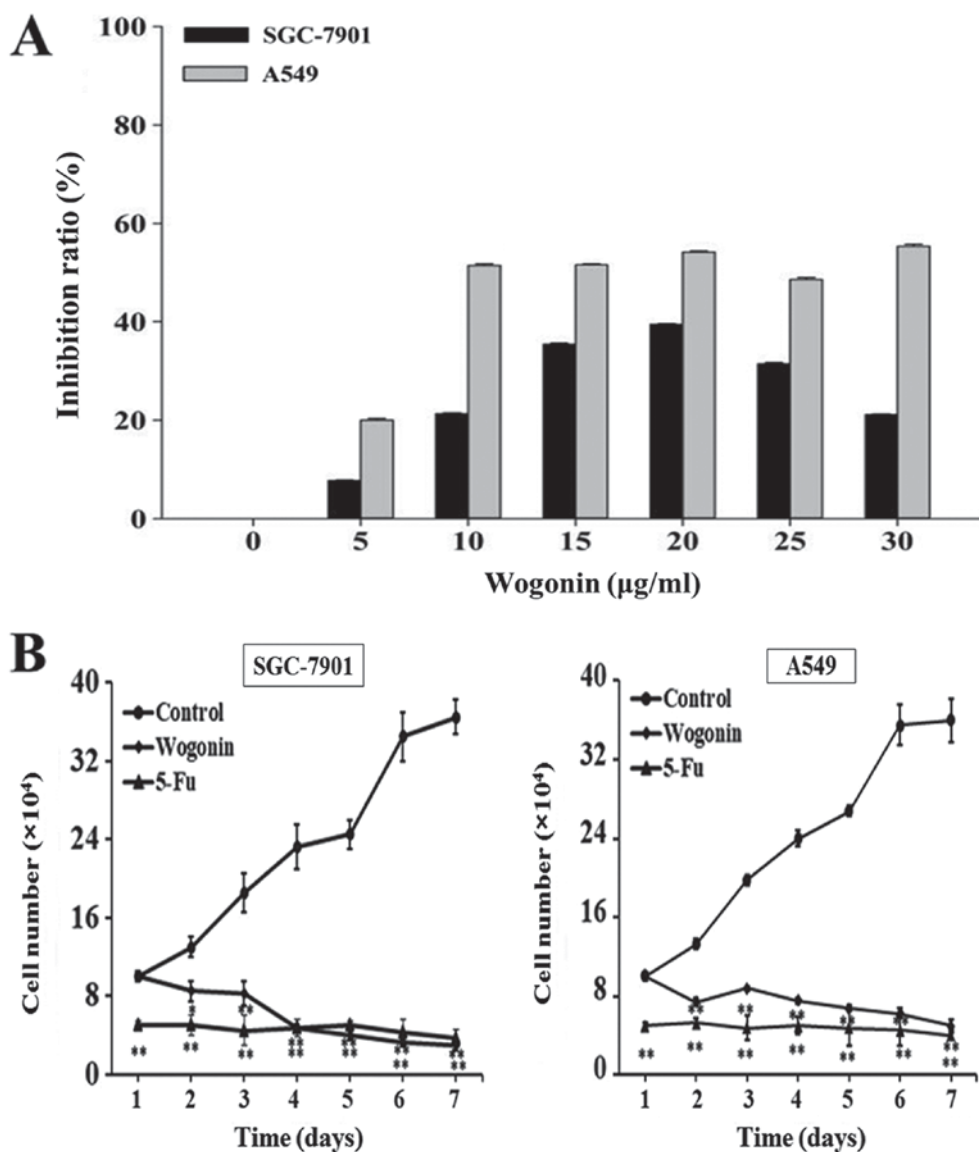 A
SGC-7901
A549
Inhibition ratio (%)
100
80
60
40
20
0
0 5 10 15 20 25 30
Wogonin (µg/ml)
B
SGC-7901
Control
Wogonin
5-Fu
Cell number (×10⁴)
40
32
24
16
8
0
* **
** ** ** ** ** ** **
** ** ** **
1 2 3 4 5 6 7
Time (days)
A549
Control
Wogonin
5-Fu
Cell number (×10⁴)
40
32
24
16
8
0
** ** ** ** ** **
** ** ** ** ** ** **
1 2 3 4 5 6 7
Time (days)